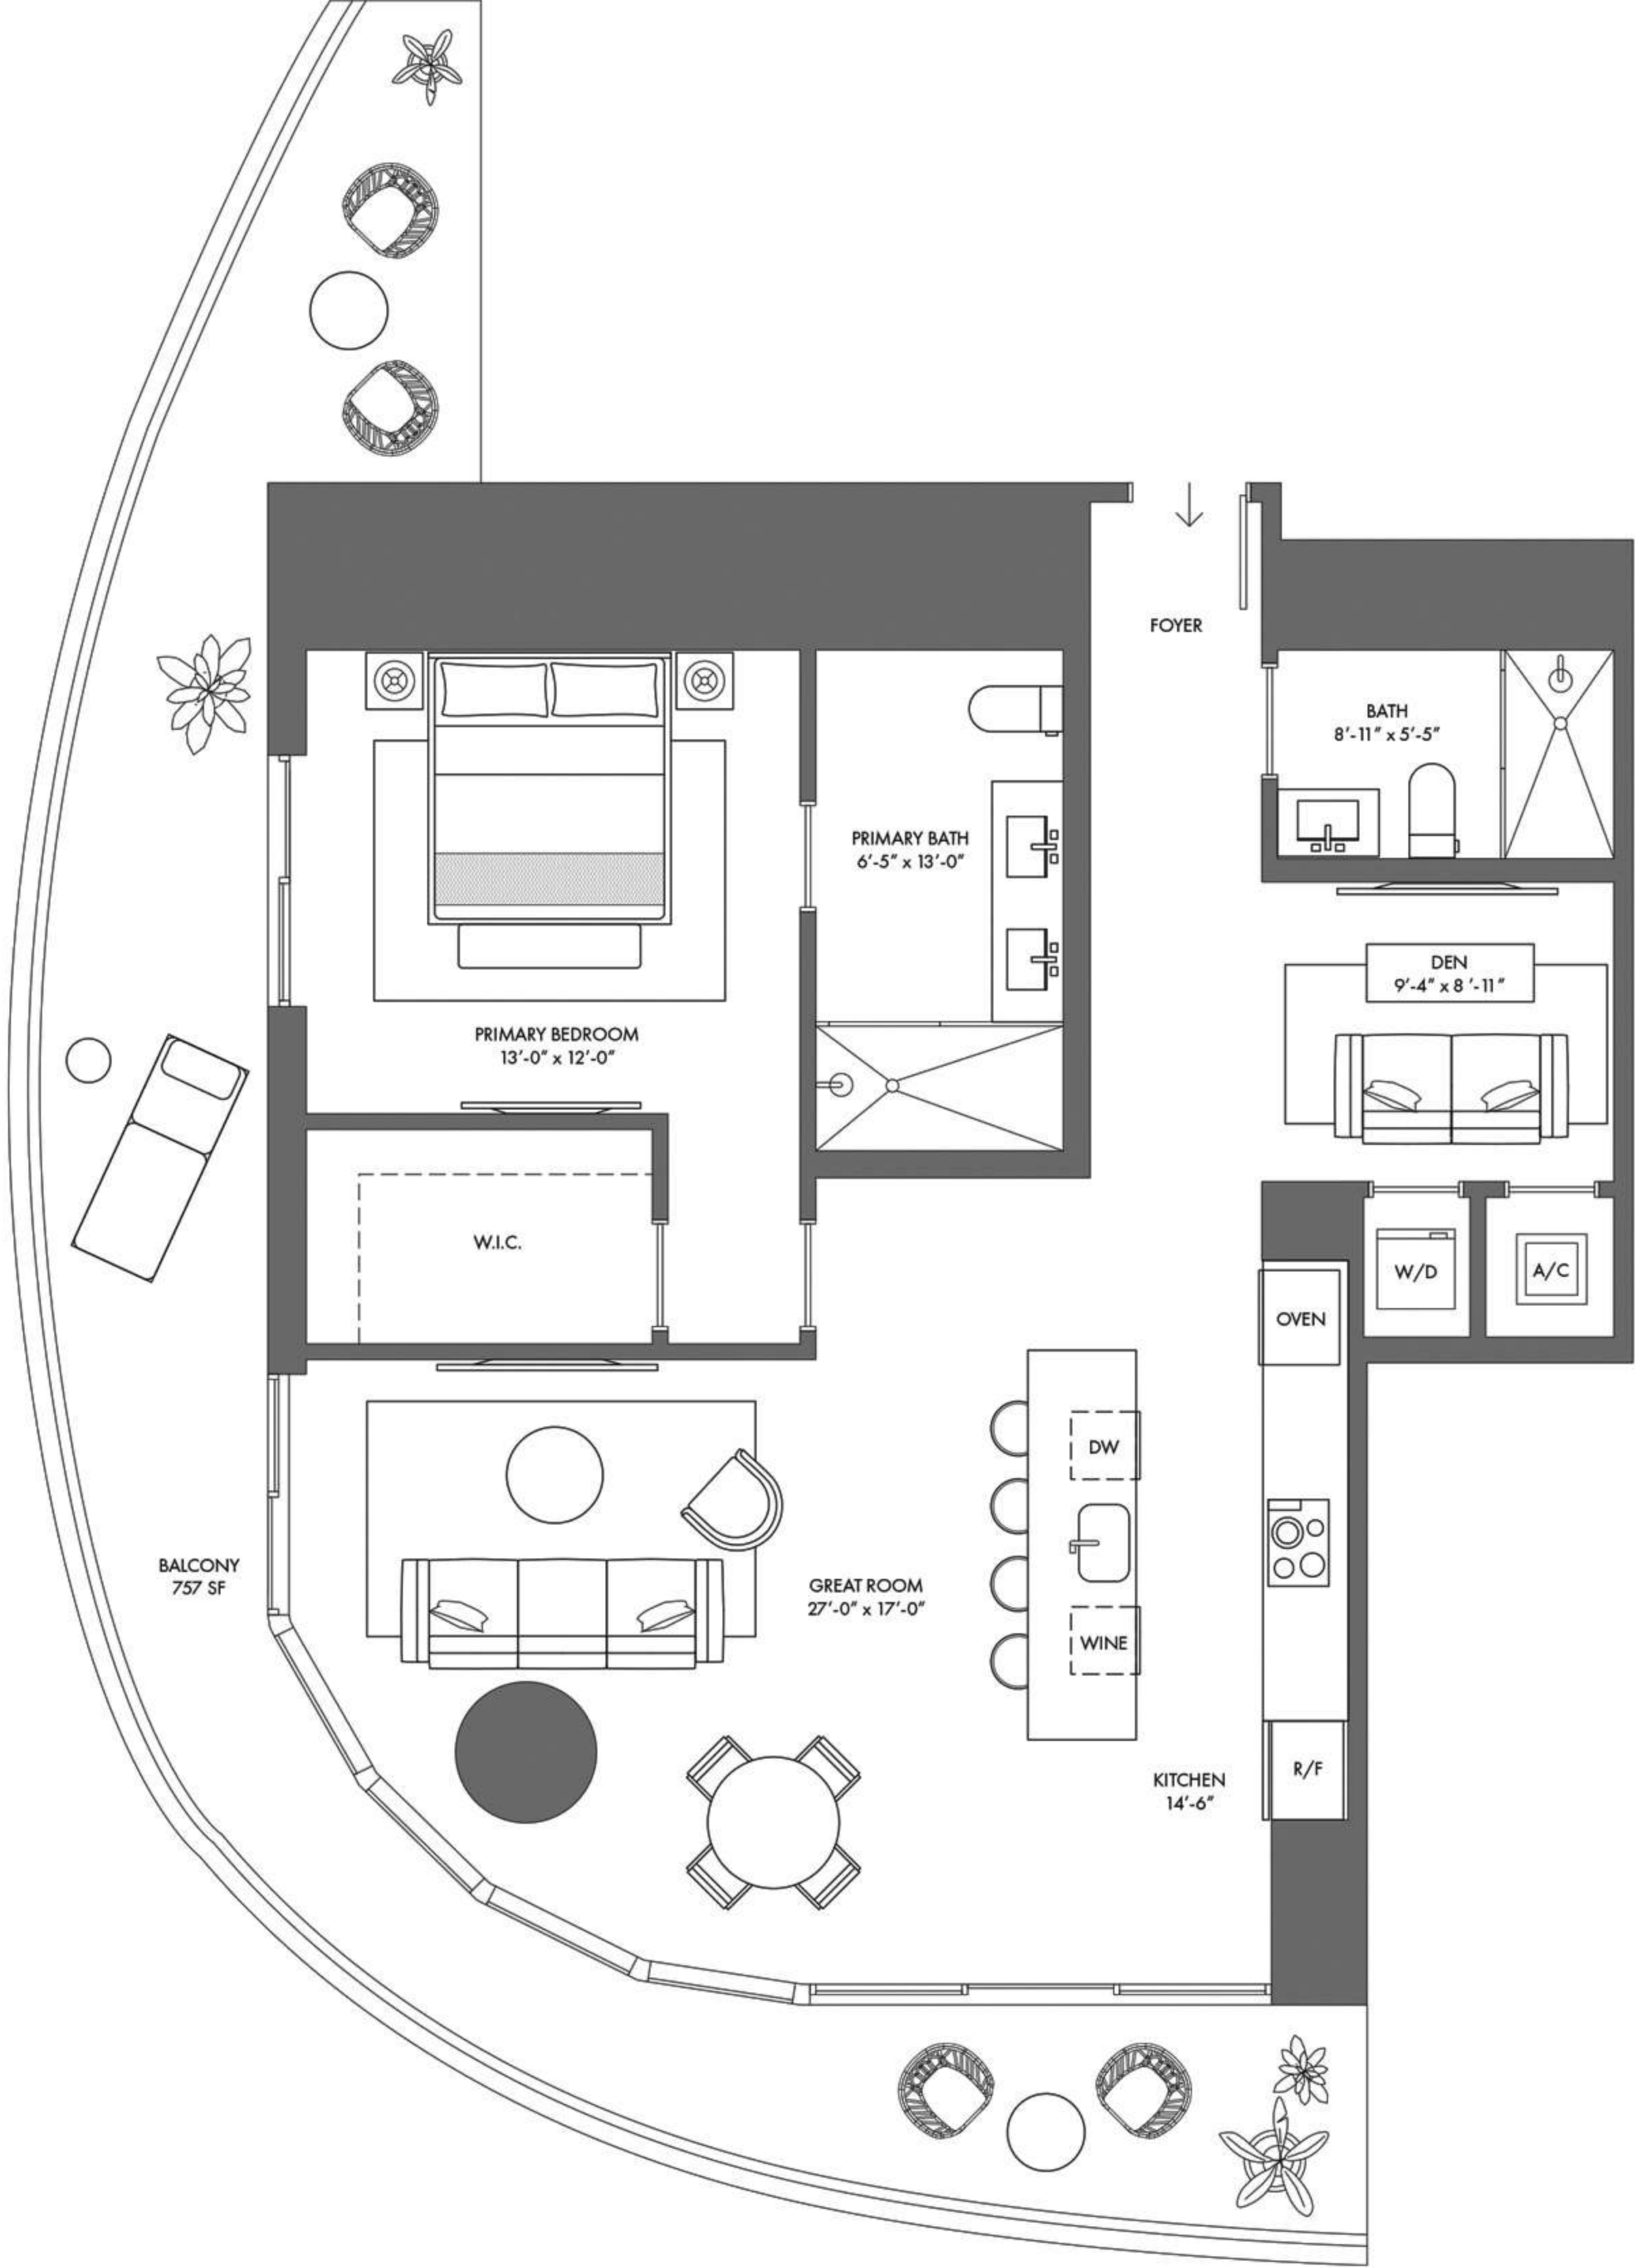 FOYER
BATH
8'-11" x 5'-5"
PRIMARY BATH
6'-5" x 13'-0"
DEN
9'-4" x 8 '-11"
PRIMARY BEDROOM
13'-0" x 12'-0"
W.I.C.
W/D
A/C
OVEN
DW
BALCONY
757 SF
GREAT ROOM
27'-0" x 17'-0"
WINE
KITCHEN
14'-6"
R/F